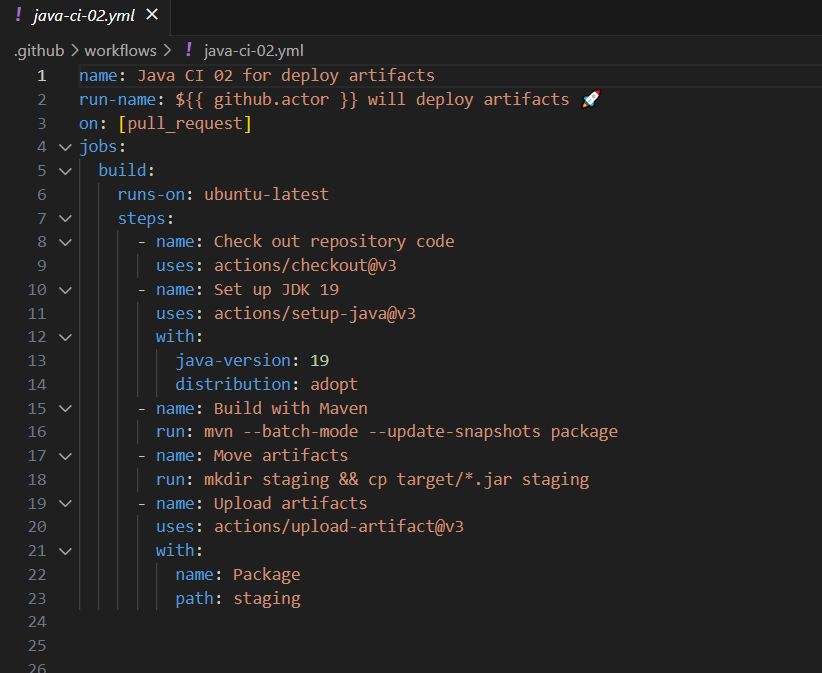 ! java-ci-02.yml ✕
.github > workflows > ! java-ci-02.yml
1 name: Java CI 02 for deploy artifacts
2 run-name: ${{ github.actor }} will deploy artifacts 🚀
3 on: [pull_request]
4 jobs:
5   build:
6     runs-on: ubuntu-latest
7     steps:
8       - name: Check out repository code
9         uses: actions/checkout@v3
10       - name: Set up JDK 19
11         uses: actions/setup-java@v3
12         with:
13           java-version: 19
14           distribution: adopt
15       - name: Build with Maven
16         run: mvn --batch-mode --update-snapshots package
17       - name: Move artifacts
18         run: mkdir staging && cp target/*.jar staging
19       - name: Upload artifacts
20         uses: actions/upload-artifact@v3
21         with:
22           name: Package
23           path: staging
24
25
26